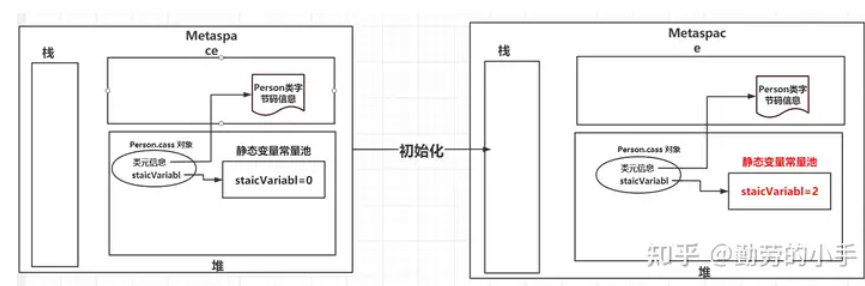 栈
Metaspa
ce
Person类字
节码信息
Person.cass 对象
类元信息
staicVariabl
静态变量常量池
staicVariabl=0
堆
初始化
栈
Metaspac
e
Person类字
节码信息
Person.cass 对象
类元信息
staicVariabl
静态变量常量池
staicVariabl=2
堆
知乎 @勤劳的小手